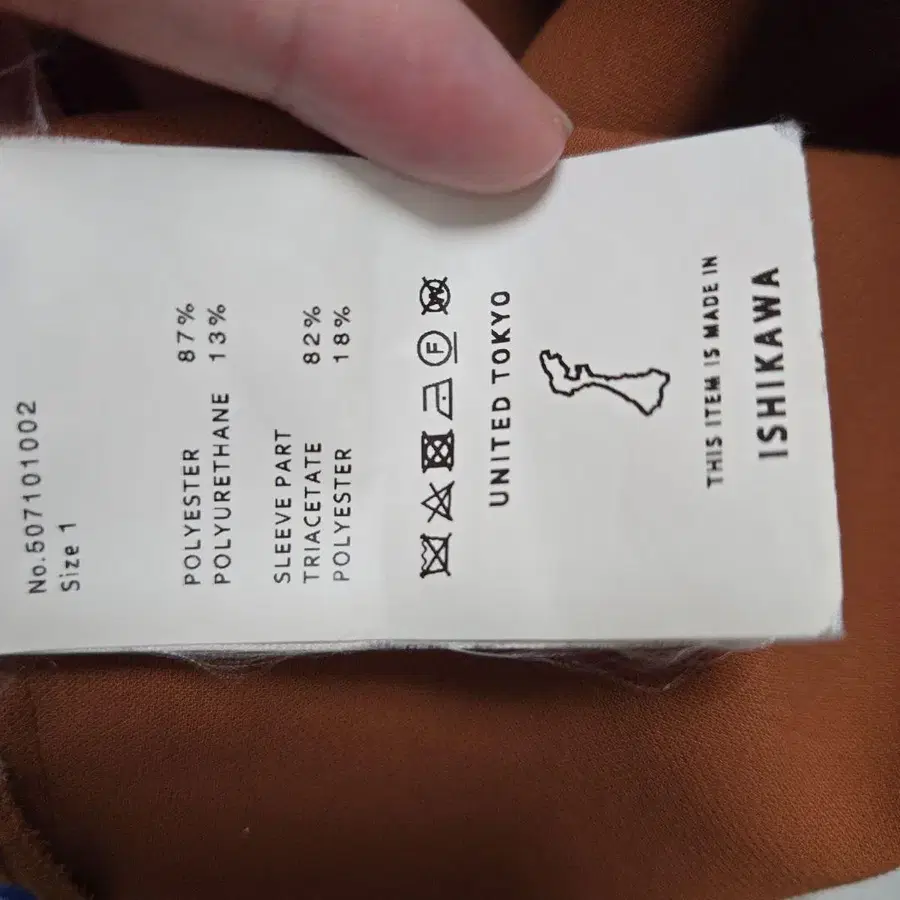 No.507101002
Size 1
POLYESTER 87%
POLYURETHANE 13%
SLEEVE PART
TRIACETATE 82%
POLYESTER 18%
F W
UNITED TOKYO
THIS ITEM IS MADE IN
ISHIKAWA